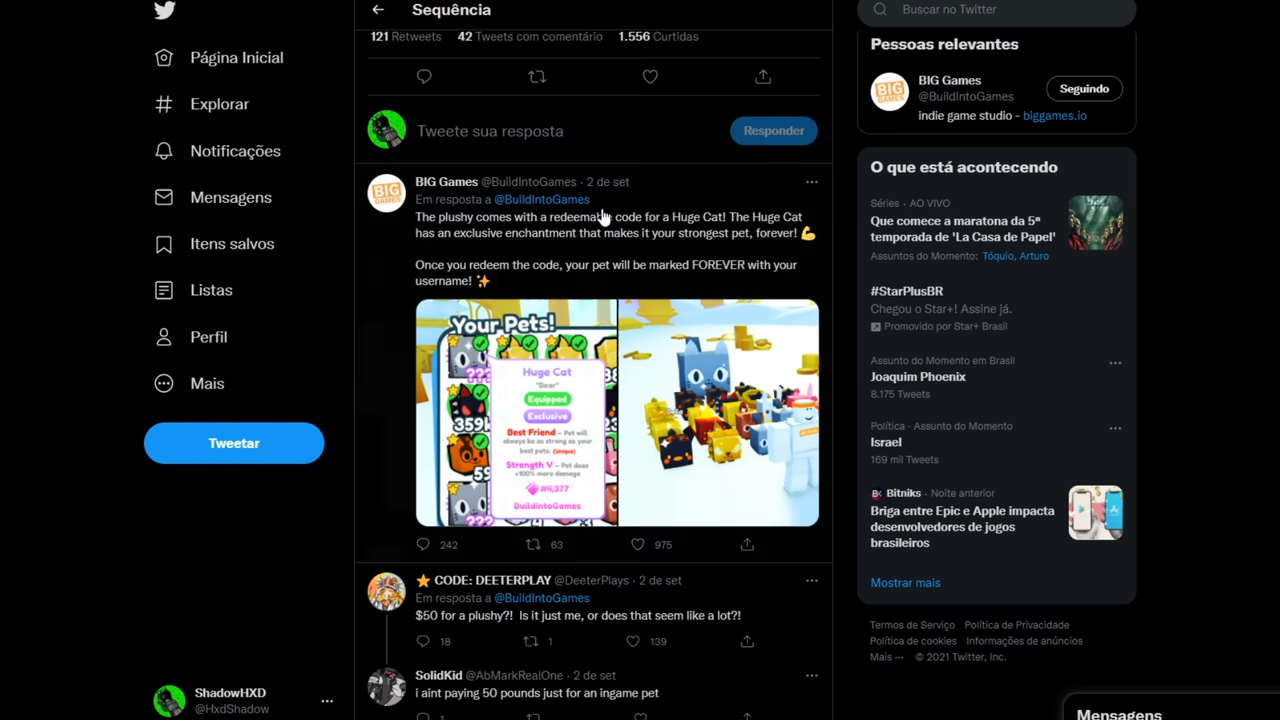 Sequência
Buscar no Twitter
Página Inicial
Explorar
Notificações
Mensagens
Itens salvos
Listas
Perfil
Mais
Tweetar
ShadowHXD
@HxdShadow
121 Retweets 42 Tweets com comentário 1.556 Curtidas
Tweete sua resposta
Responder
BIG Games @BuildIntoGames · 2 de set
Em resposta a @BuildIntoGames
The plushy comes with a redeemable code for a Huge Cat! The Huge Cat
has an exclusive enchantment that makes it your strongest pet, forever! 💪
Once you redeem the code, your pet will be marked FOREVER with your
username! ✨
Your Pets!
Huge Cat
"Bear"
Equipped
Exclusive
Best Friend - Pet will
always be as strong as your
best pets. (Unique)
Strength V - Pet does
+100% more damage
#4,377
BuildIntoGames
???
359k
???
242 63 975
⭐ CODE: DEETERPLAY @DeeterPlays · 2 de set
Em resposta a @BuildIntoGames
$50 for a plushy?! Is it just me, or does that seem like a lot?!
18 1 139
SolidKid @AbMarkRealOne · 2 de set
i aint paying 50 pounds just for an ingame pet
Pessoas relevantes
BIG
GAMES
BIG Games
@BuildIntoGames
Seguindo
indie game studio - biggames.io
O que está acontecendo
Séries · AO VIVO
Que comece a maratona da 5ª
temporada de 'La Casa de Papel'
Assuntos do Momento: Tóquio, Arturo
#StarPlusBR
Chegou o Star+! Assine já.
Promovido por Star+ Brasil
Assunto do Momento em Brasil
Joaquim Phoenix
8.175 Tweets
Política · Assunto do Momento
Israel
169 mil Tweets
Bitniks · Noite anterior
Briga entre Epic e Apple impacta
desenvolvedores de jogos
brasileiros
Mostrar mais
Termos de Serviço Política de Privacidade
Política de cookies Informações de anúncios
Mais ··· © 2021 Twitter, Inc.
Mensagens